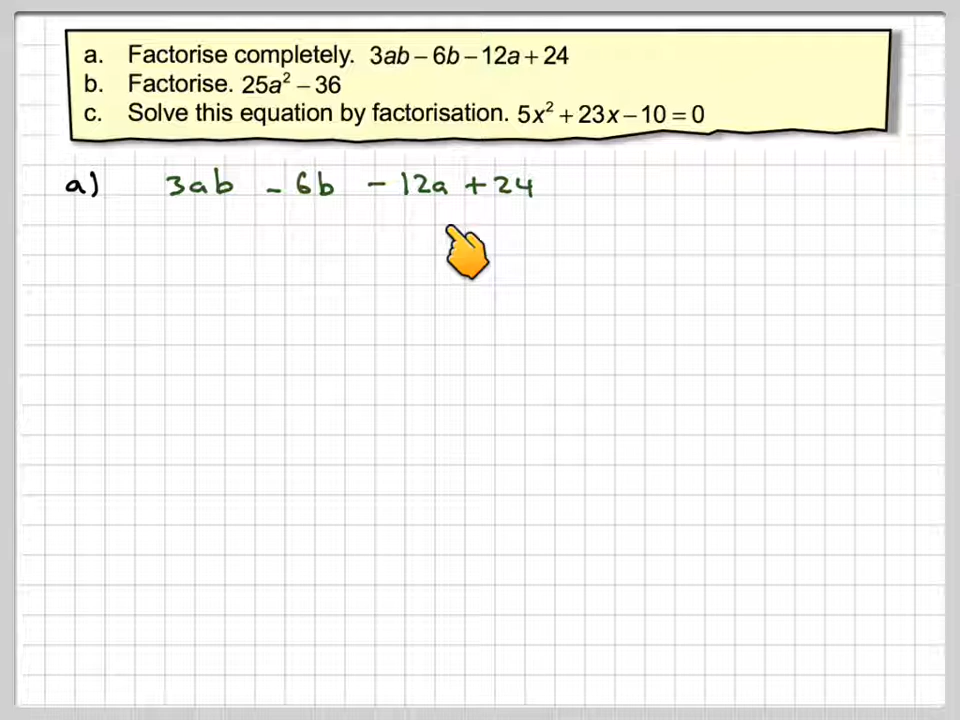 a. Factorise completely. 3ab – 6b – 12a + 24
b. Factorise. 25a² – 36
c. Solve this equation by factorisation. 5x² + 23x – 10 = 0
a) 3ab - 6b - 12a + 24